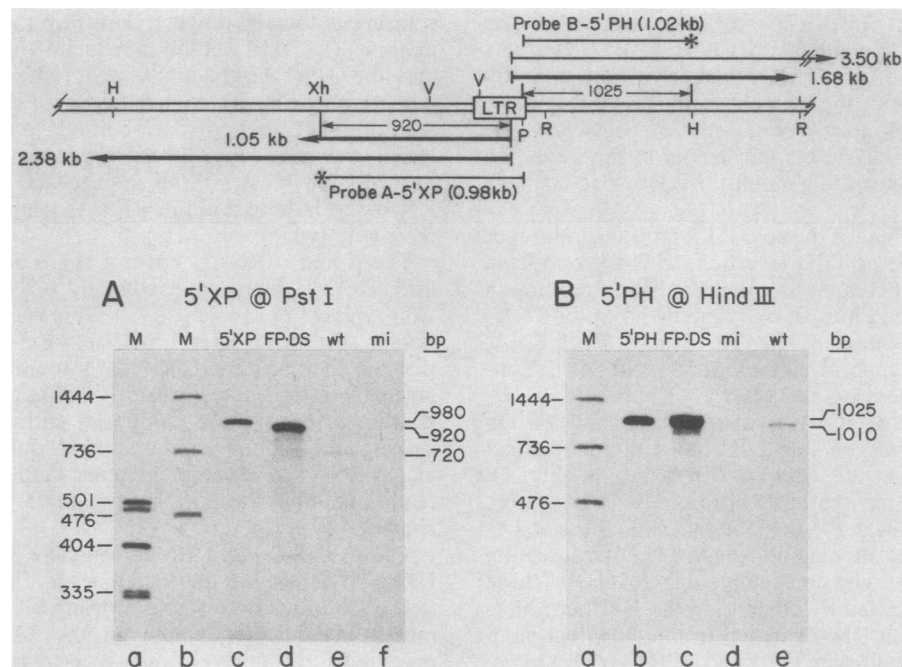 Probe B-5' PH (1.02kb)
*
3.50 kb
1.68 kb
H Xh V V 1025
LTR
920 P R H R
1.05 kb
2.38 kb
*
Probe A-5'XP (0.98kb)
A 5'XP @ Pst I
M M 5'XP FP·DS wt mi bp
1444
980
920
736
720
501
476
404
335
a b c d e f
B 5'PH @ Hind III
M 5'PH FP·DS mi wt bp
1444
1025
1010
736
476
a b c d e